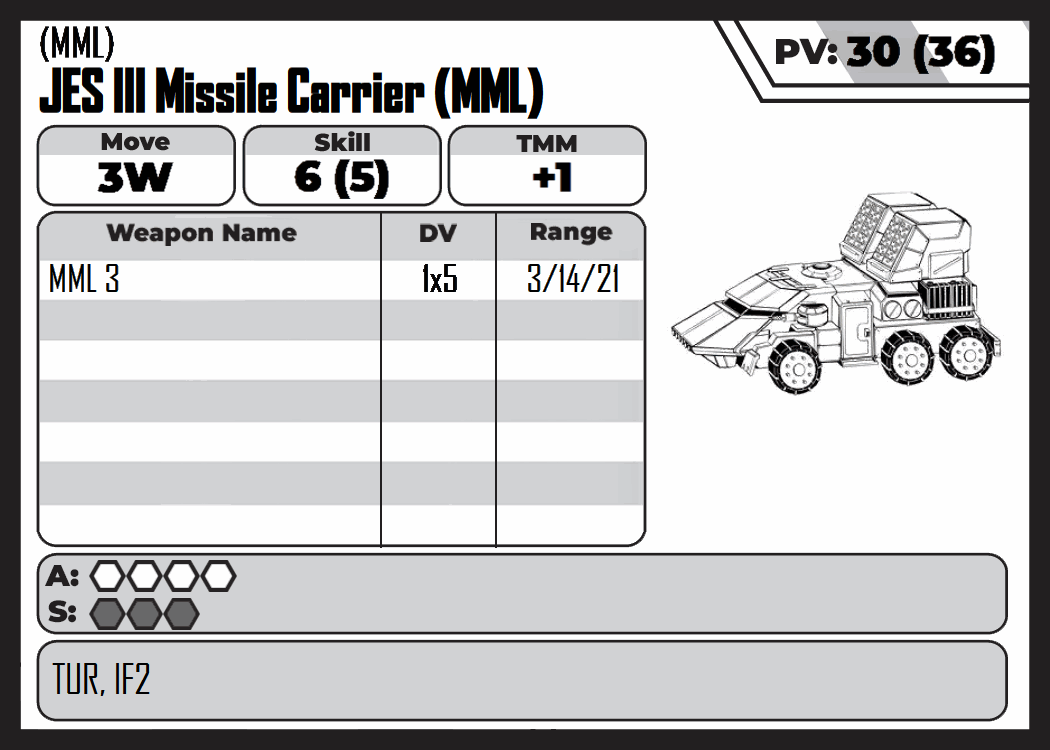 (MML)
JES III Missile Carrier (MML)
PV: 30 (36)
Move Skill TMM
3W 6 (5) +1
Weapon Name DV Range
MML 3 1x5 3/14/21
A:
S:
TUR, IF2